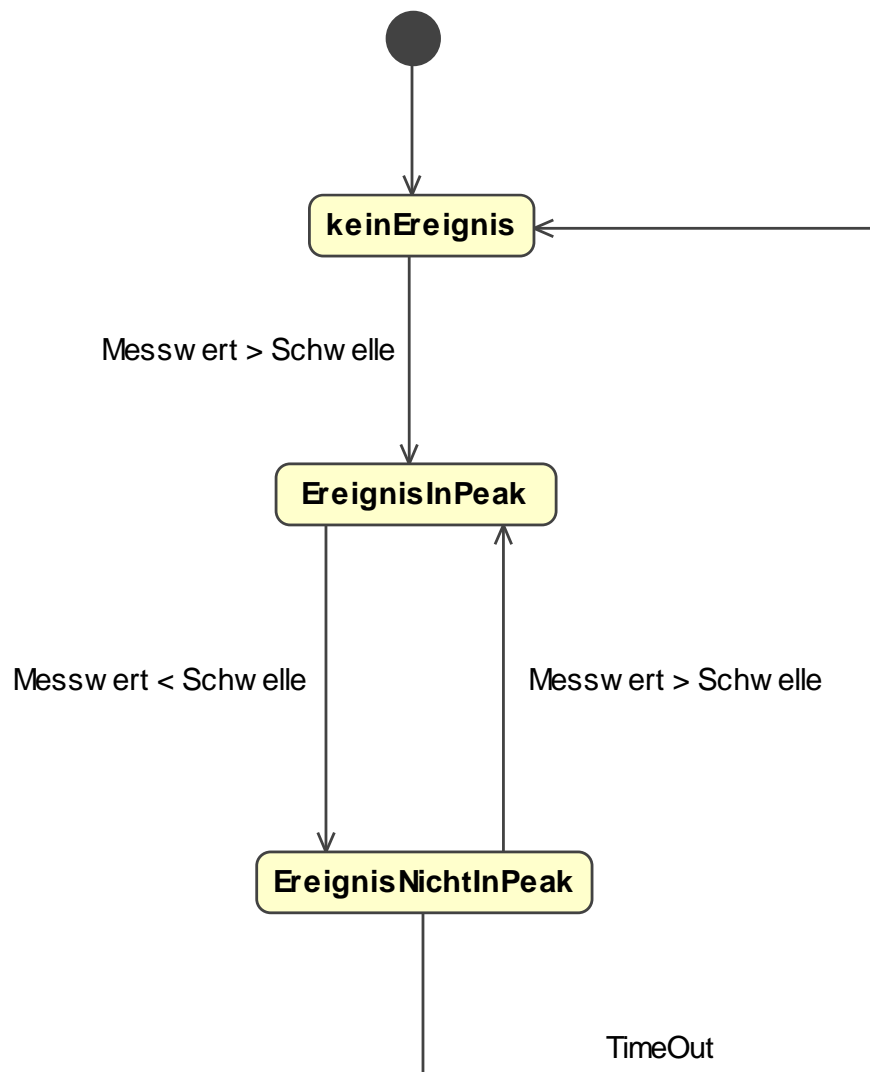 keinEreignis
Messwert > Schwelle
EreignisInPeak
Messwert < Schwelle
Messwert > Schwelle
EreignisNichtInPeak
TimeOut